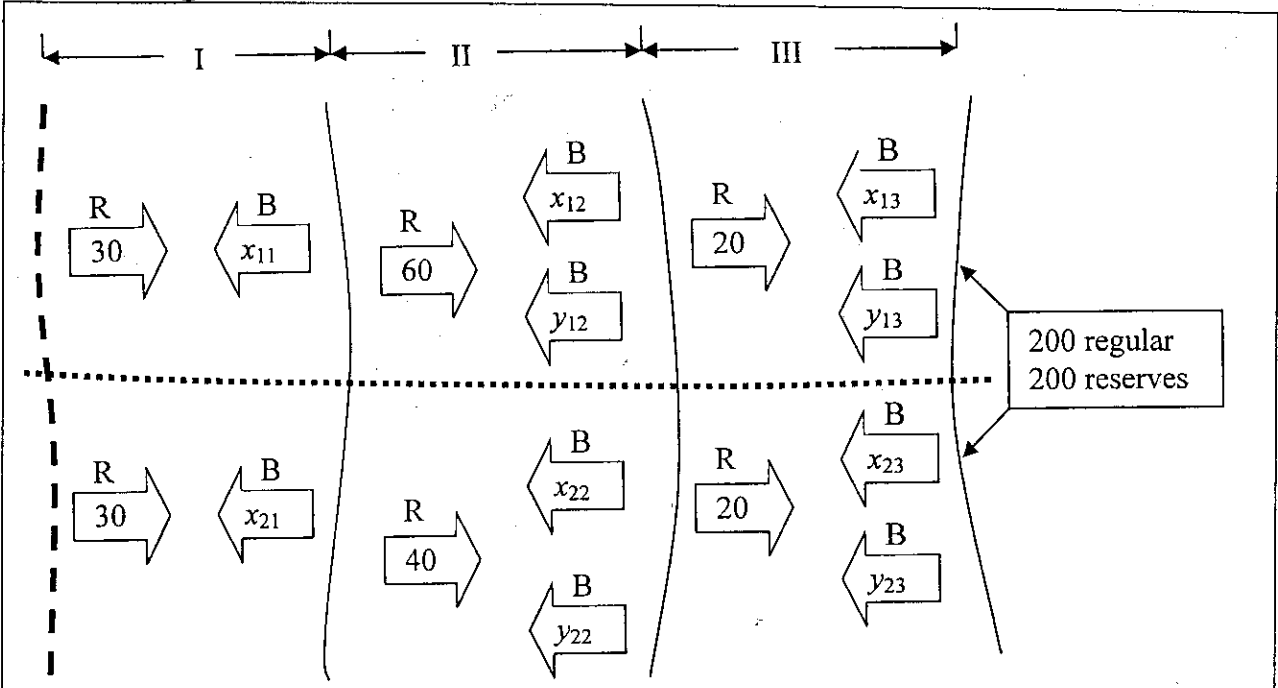 I II III
R
30
B
x₁₁
R
60
B
x₁₂
B
y₁₂
R
20
B
x₁₃
B
y₁₃
200 regular
200 reserves
R
30
B
x₂₁
R
40
B
x₂₂
B
y₂₂
R
20
B
x₂₃
B
y₂₃